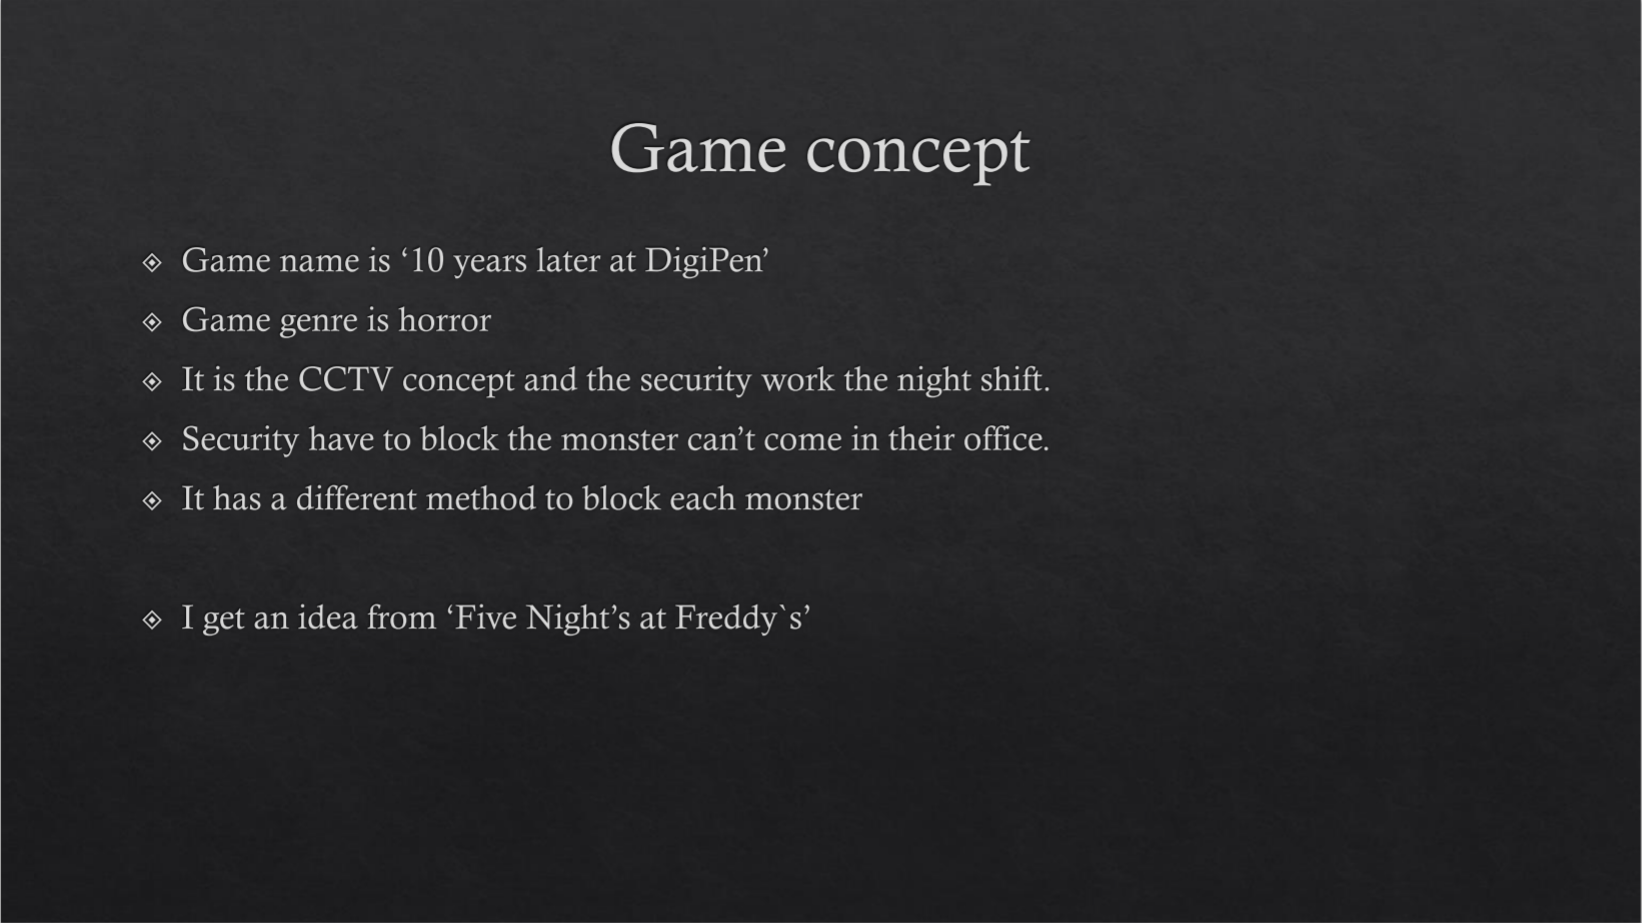 Game concept
Game name is ‘10 years later at DigiPen’
Game genre is horror
It is the CCTV concept and the security work the night shift.
Security have to block the monster can’t come in their office.
It has a different method to block each monster
I get an idea from ‘Five Night’s at Freddy`s’